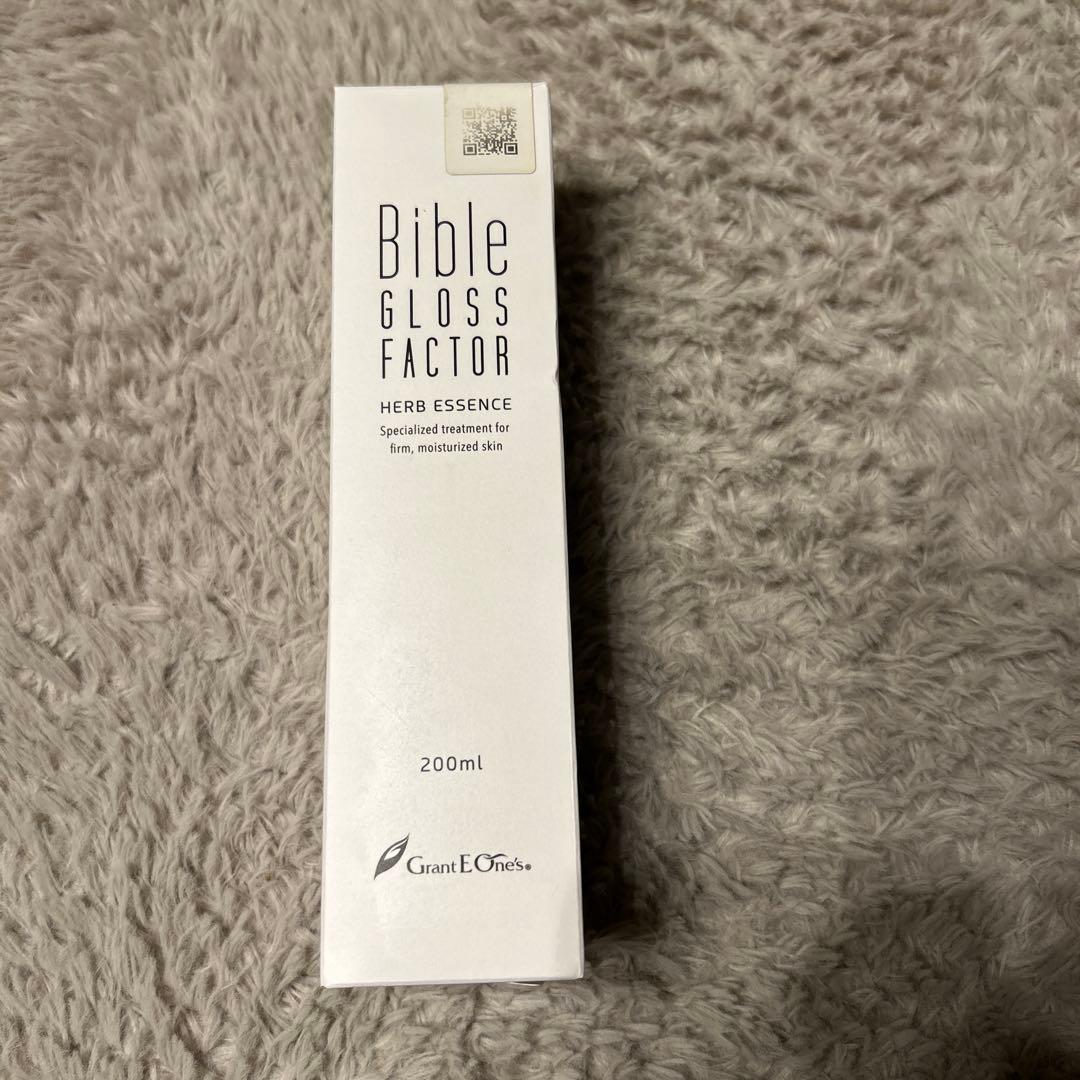 Bible
GLOSS
FACTOR
HERB ESSENCE
Specialized treatment for
firm, moisturized skin
200ml
Grant E One's®